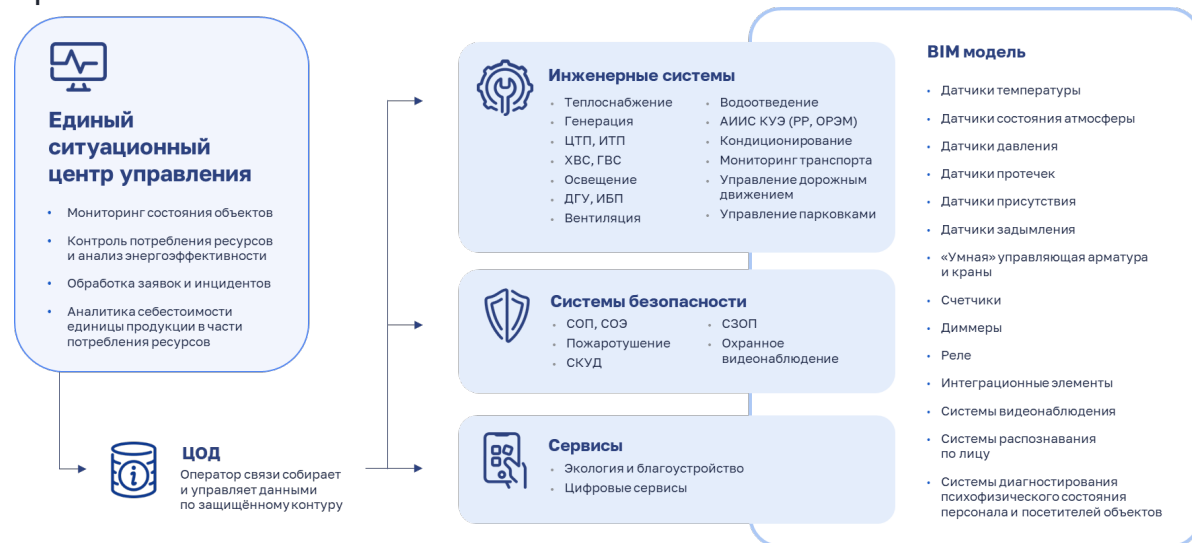 Единый
ситуационный
центр управления
Мониторинг состояния объектов
Контроль потребления ресурсов
и анализ энергоэффективности
Обработка заявок и инцидентов
Аналитика себестоимости
единицы продукции в части
потребления ресурсов
ЦОД
Оператор связи собирает
и управляет данными
по защищённому контуру
Инженерные системы
Теплоснабжение
Генерация
ЦТП, ИТП
ХВС, ГВС
Освещение
ДГУ, ИБП
Вентиляция
Водоотведение
АИИС КУЭ (РР, ОРЭМ)
Кондиционирование
Мониторинг транспорта
Управление дорожным
движением
Управление парковками
Системы безопасности
СОП, СОЭ
Пожаротушение
СКУД
СЗОП
Охранное
видеонаблюдение
Сервисы
Экология и благоустройство
Цифровые сервисы
BIM модель
Датчики температуры
Датчики состояния атмосферы
Датчики давления
Датчики протечек
Датчики присутствия
Датчики задымления
«Умная» управляющая арматура
и краны
Счетчики
Диммеры
Реле
Интеграционные элементы
Системы видеонаблюдения
Системы распознавания
по лицу
Системы диагностирования
психофизического состояния
персонала и посетителей объектов